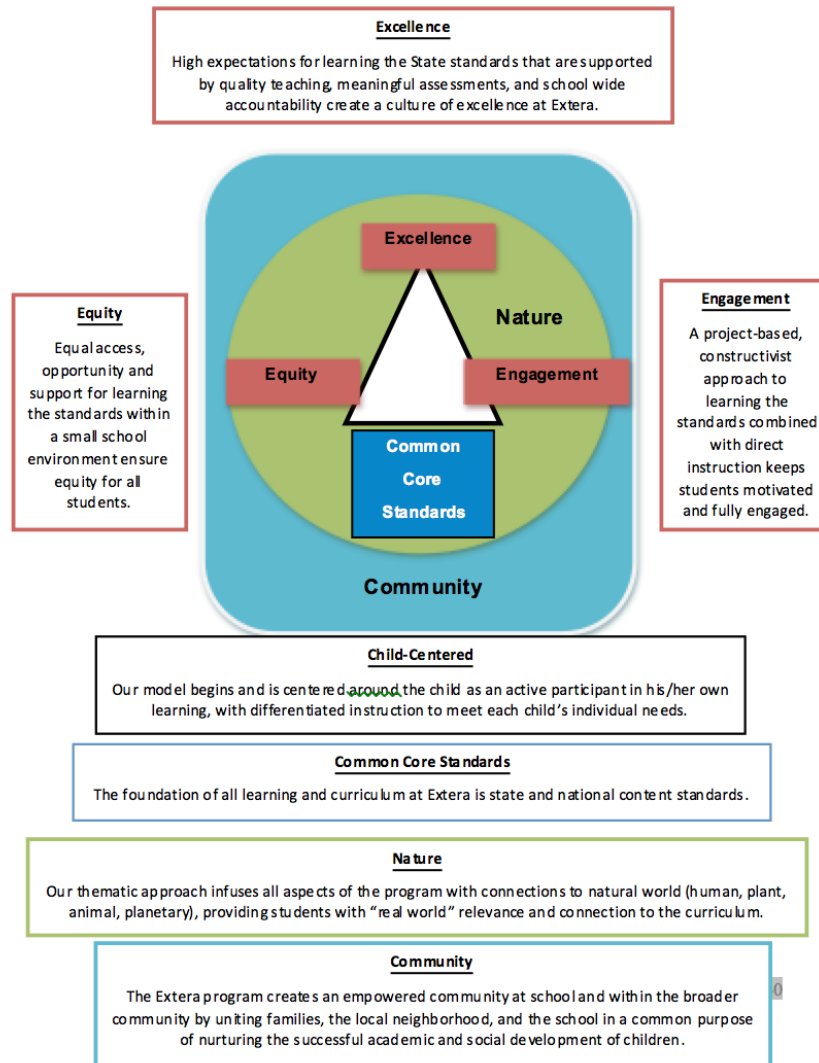 Excellence
High expectations for learning the State standards that are supported
by quality teaching, meaningful assessments, and school wide
accountability create a culture of excellence at Extera.
Excellence
Nature
Equity
Engagement
Common
Core
Standards
Community
Equity
Equal access,
opportunity and
support for learning
the standards within
a small school
environment ensure
equity for all
students.
Engagement
A project-based,
constructivist
approach to
learning the
standards combined
with direct
instruction keeps
students motivated
and fully engaged.
Child-Centered
Our model begins and is centered around the child as an active participant in his/her own
learning, with differentiated instruction to meet each child's individual needs.
Common Core Standards
The foundation of all learning and curriculum at Extera is state and national content standards.
Nature
Our thematic approach infuses all aspects of the program with connections to natural world (human, plant,
animal, planetary), providing students with "real world" relevance and connection to the curriculum.
Community
The Extera program creates an empowered community at school and within the broader
community by uniting families, the local neighborhood, and the school in a common purpose
of nurturing the successful academic and social development of children.